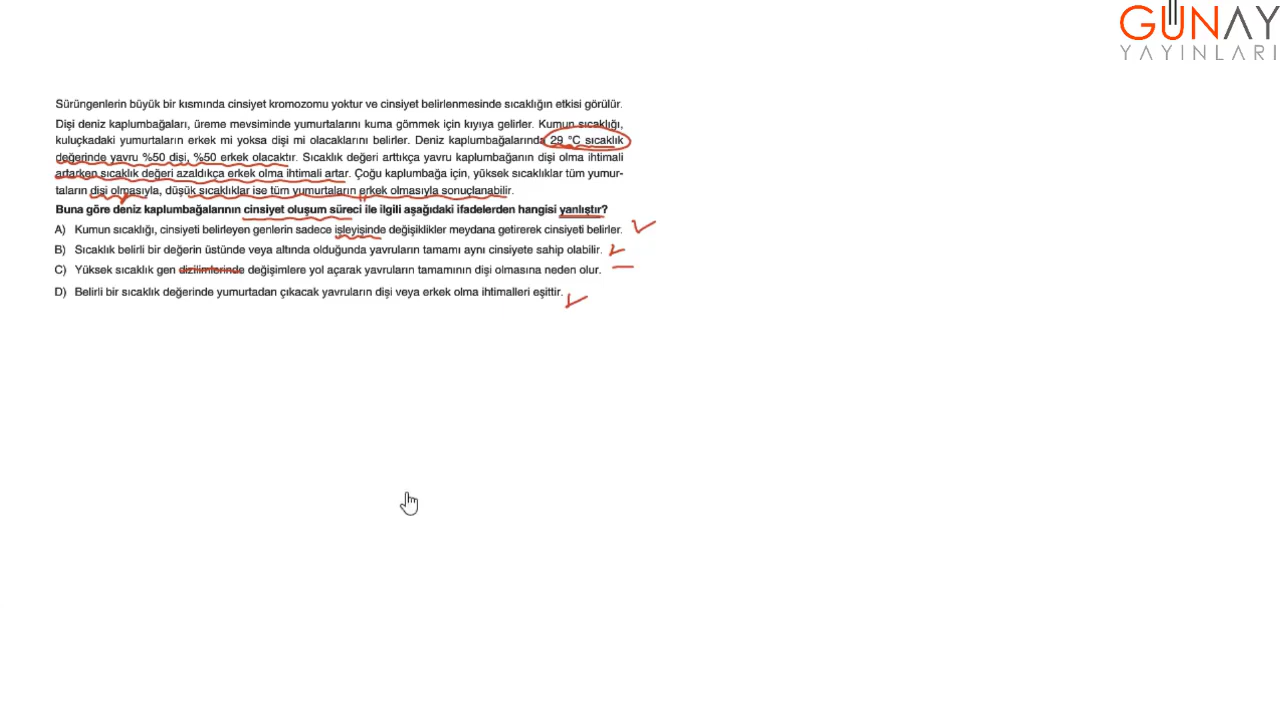 GÜNAY
YAYINLARI
Sürüngenlerin büyük bir kısmında cinsiyet kromozomu yoktur ve cinsiyet belirlenmesinde sıcaklığın etkisi görülür.
Dişi deniz kaplumbağaları, üreme mevsiminde yumurtalarını kuma gömmek için kıyıya gelirler. Kumun sıcaklığı,
kuluçkadaki yumurtaların erkek mi yoksa dişi mi olacaklarını belirler. Deniz kaplumbağalarında 29 °C sıcaklık
değerinde yavru %50 dişi, %50 erkek olacaktır. Sıcaklık değeri arttıkça yavru kaplumbağanın dişi olma ihtimali
artarken sıcaklık değeri azaldıkça erkek olma ihtimali artar. Çoğu kaplumbağa için, yüksek sıcaklıklar tüm yumur-
taların dişi olmasıyla, düşük sıcaklıklar ise tüm yumurtaların erkek olmasıyla sonuçlanabilir.
Buna göre deniz kaplumbağalarının cinsiyet oluşum süreci ile ilgili aşağıdaki ifadelerden hangisi yanlıştır?
A) Kumun sıcaklığı, cinsiyeti belirleyen genlerin sadece işleyişinde değişiklikler meydana getirerek cinsiyeti belirler.
B) Sıcaklık belirli bir değerin üstünde veya altında olduğunda yavruların tamamı aynı cinsiyete sahip olabilir.
C) Yüksek sıcaklık gen dizilimlerinde değişimlere yol açarak yavruların tamamının dişi olmasına neden olur.
D) Belirli bir sıcaklık değerinde yumurtadan çıkacak yavruların dişi veya erkek olma ihtimalleri eşittir.